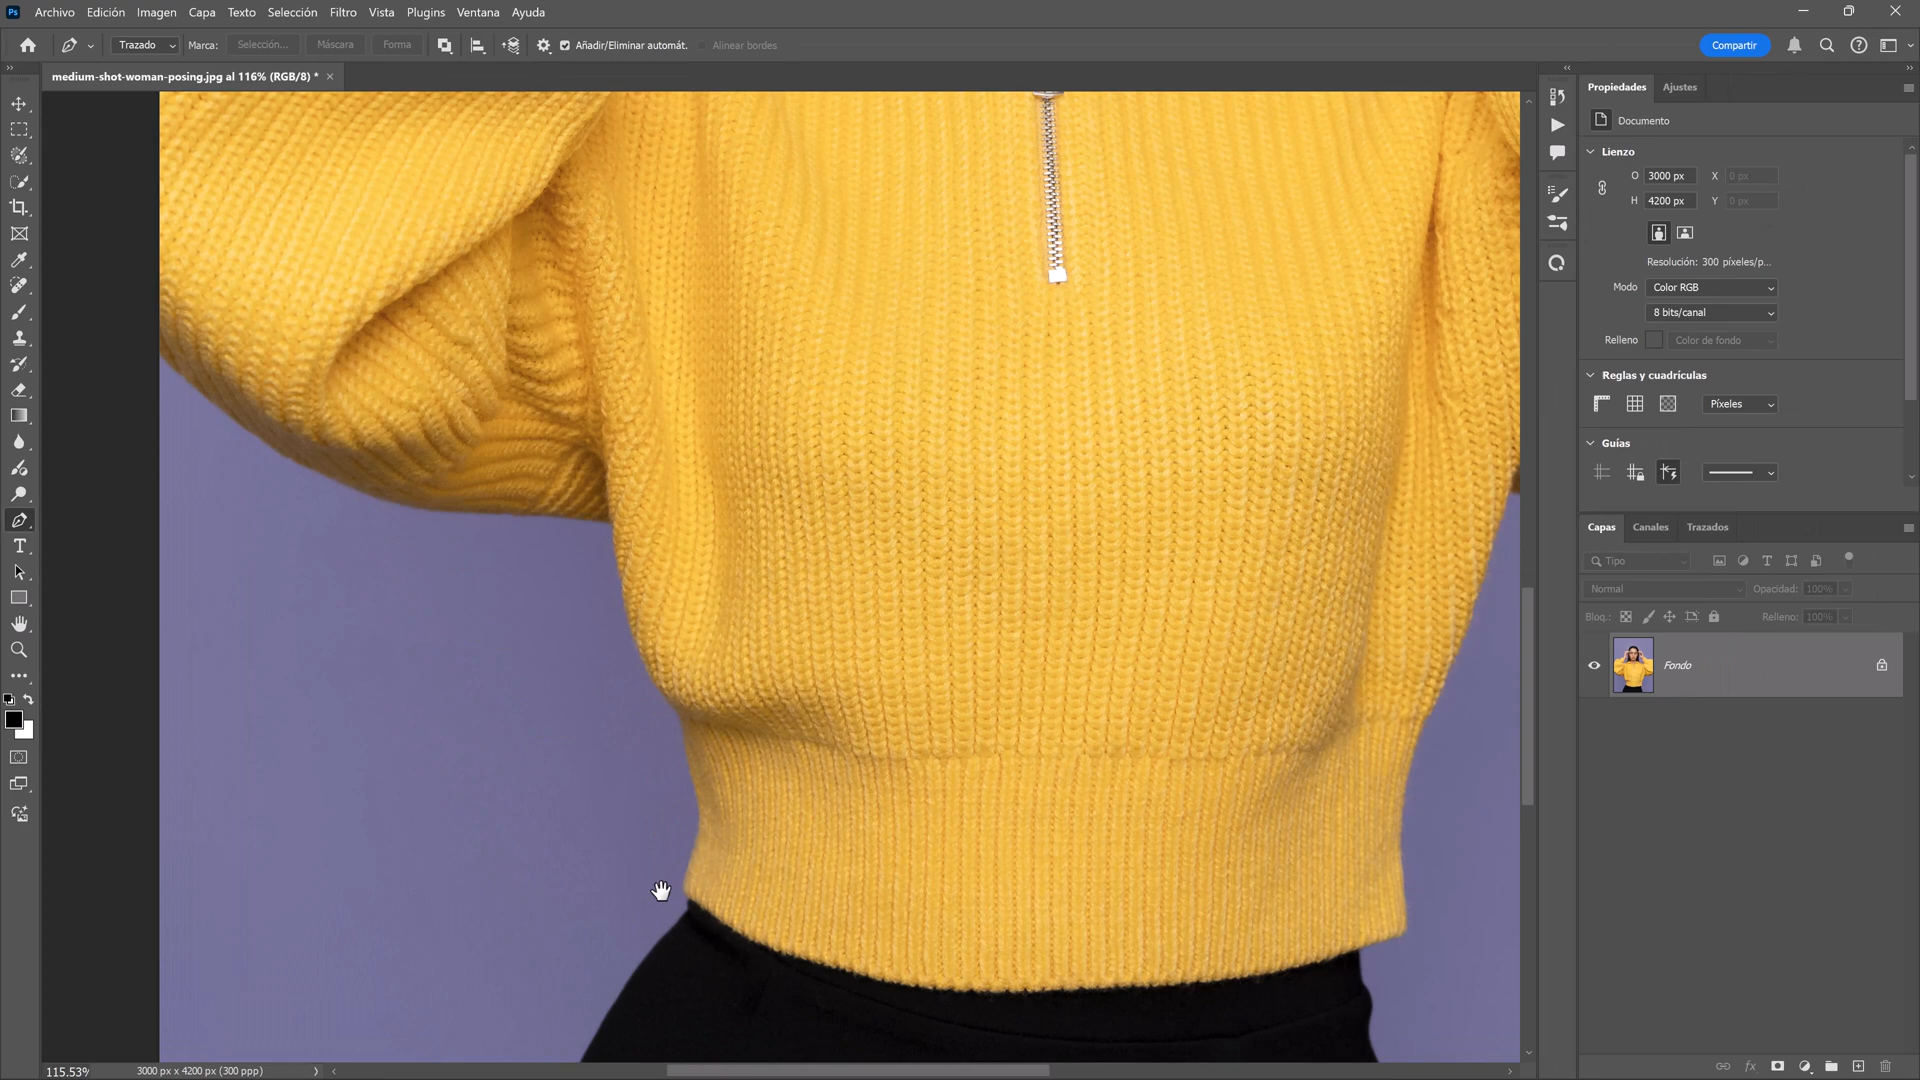 Ps Archivo Edición Imagen Capa Texto Selección Filtro Vista Plugins Ventana Ayuda
Trazado Marca: Selección... Máscara Forma Añadir/Eliminar automát. Alinear bordes Compartir
medium-shot-woman-posing.jpg al 116% (RGB/8) *
Propiedades Ajustes
Documento
Lienzo
O 3000 px X 0 px
H 4200 px Y 0 px
Resolución: 300 píxeles/p...
Modo Color RGB
8 bits/canal
Relleno Color de fondo
Reglas y cuadrículas
Píxeles
Guías
Capas Canales Trazados
Tipo
Normal Opacidad: 100%
Bloq.: Relleno: 100%
Fondo
115.53% 3000 px x 4200 px (300 ppp)